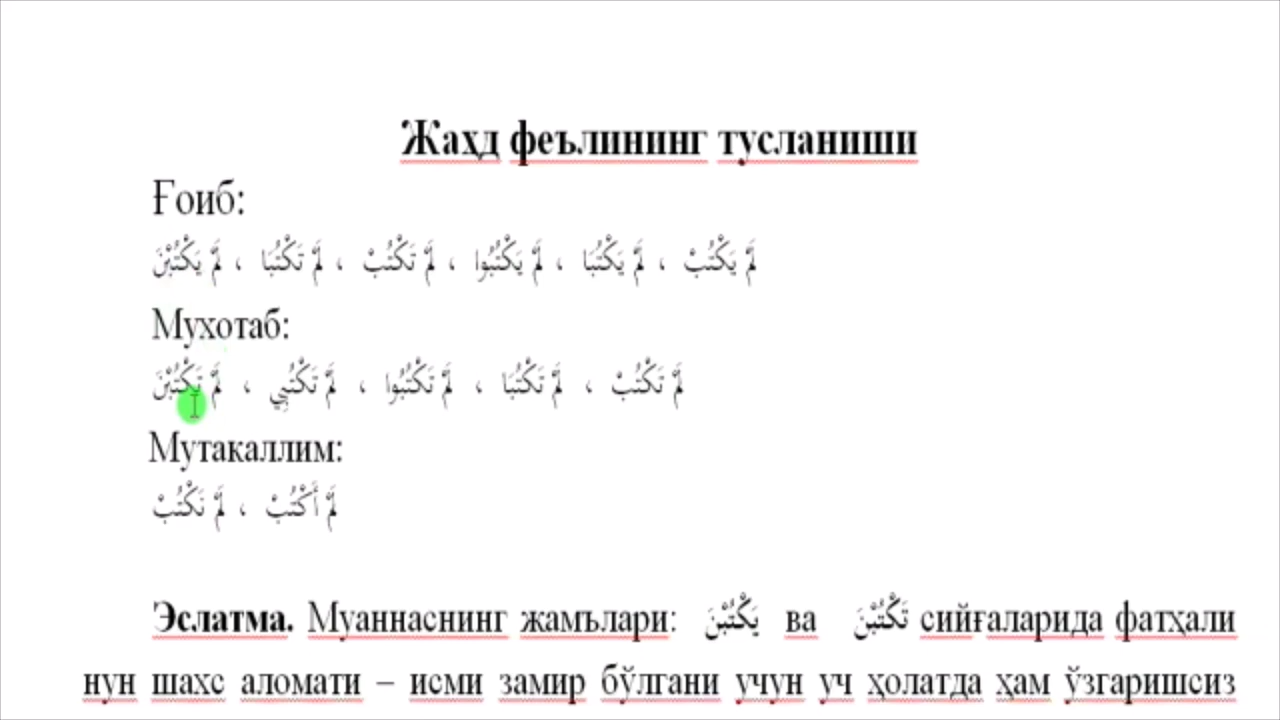 Жаҳд феълининг тусланиши
Ғоиб:
لَمْ يَكْتُبْ ، لَمْ يَكْتُبَا ، لَمْ يَكْتُبُوا ، لَمْ تَكْتُبْ ، لَمْ تَكْتُبَا ، لَمْ يَكْتُبْنَ
Мухотаб:
لَمْ تَكْتُبْ ، لَمْ تَكْتُبَا ، لَمْ تَكْتُبُوا ، لَمْ تَكْتُبِي ، لَمْ تَكْتُبْنَ
Мутакаллим:
لَمْ أَكْتُبْ ، لَمْ نَكْتُبْ
Эслатма. Муаннаснинг жамълари: يَكْتُبْنَ ва تَكْتُبْنَ сийғаларида фатҳали
нун шахс аломати – исми замир бўлгани учун уч ҳолатда ҳам ўзгаришсиз